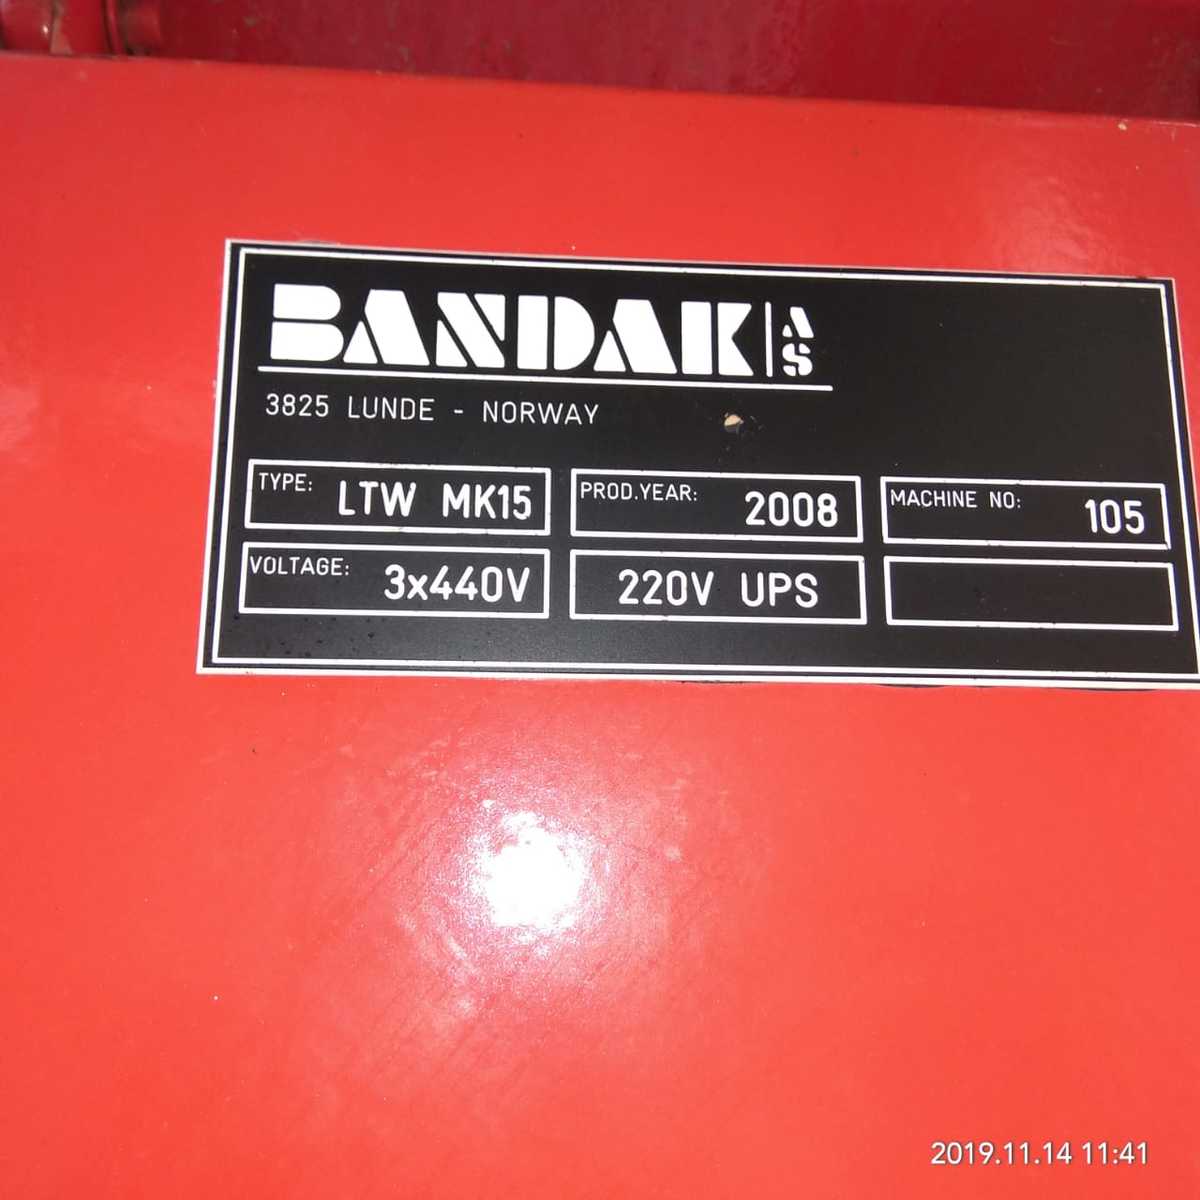 BANDAK AS
3825 LUNDE - NORWAY
TYPE: LTW MK15
PROD.YEAR: 2008
MACHINE NO: 105
VOLTAGE: 3x440V
220V UPS
2019.11.14 11:41